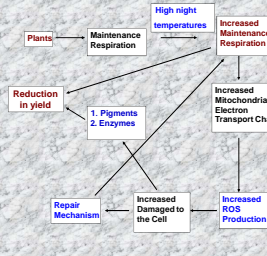 High night
temperatures
Increased
Maintenance
Respiration
Plants
Maintenance
Respiration
Reduction
in yield
1. Pigments
2. Enzymes
Increased
Mitochondria
Electron
Transport Ch
Repair
Mechanism
Increased
Damaged to
the Cell
Increased
ROS
Production